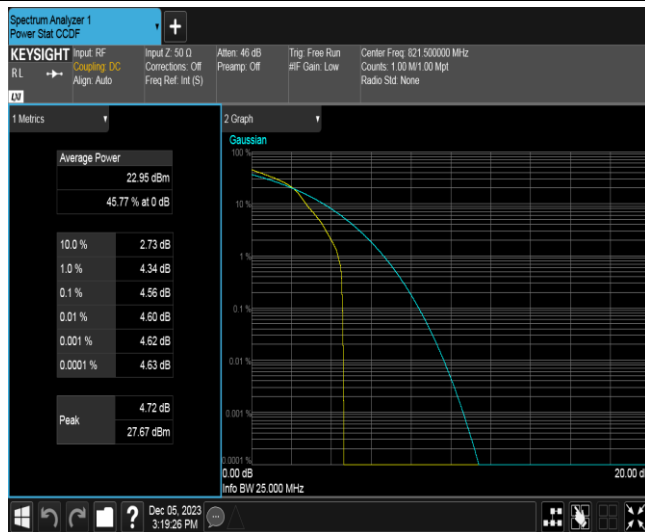 Spectrum Analyzer 1
Power Stat CCDF
+
KEYSIGHT
RL
LXI
Input: RF
Coupling: DC
Align: Auto
Input Z: 50 Ω
Corrections: Off
Freq Ref: Int (S)
Atten: 46 dB
Preamp: Off
Trig: Free Run
#IF Gain: Low
Center Freq: 821.500000 MHz
Counts: 1.00 M/1.00 Mpt
Radio Std: None
1 Metrics
Average Power
22.95 dBm
45.77 % at 0 dB
10.0 % 2.73 dB
1.0 % 4.34 dB
0.1 % 4.56 dB
0.01 % 4.60 dB
0.001 % 4.62 dB
0.0001 % 4.63 dB
Peak
4.72 dB
27.67 dBm
2 Graph
Gaussian
100 %
10 %
1 %
0.1 %
0.01 %
0.001 %
0.0001 %
0.00 dB
20.00 d
Info BW 25.000 MHz
?
Dec 05, 2023
3:19:26 PM